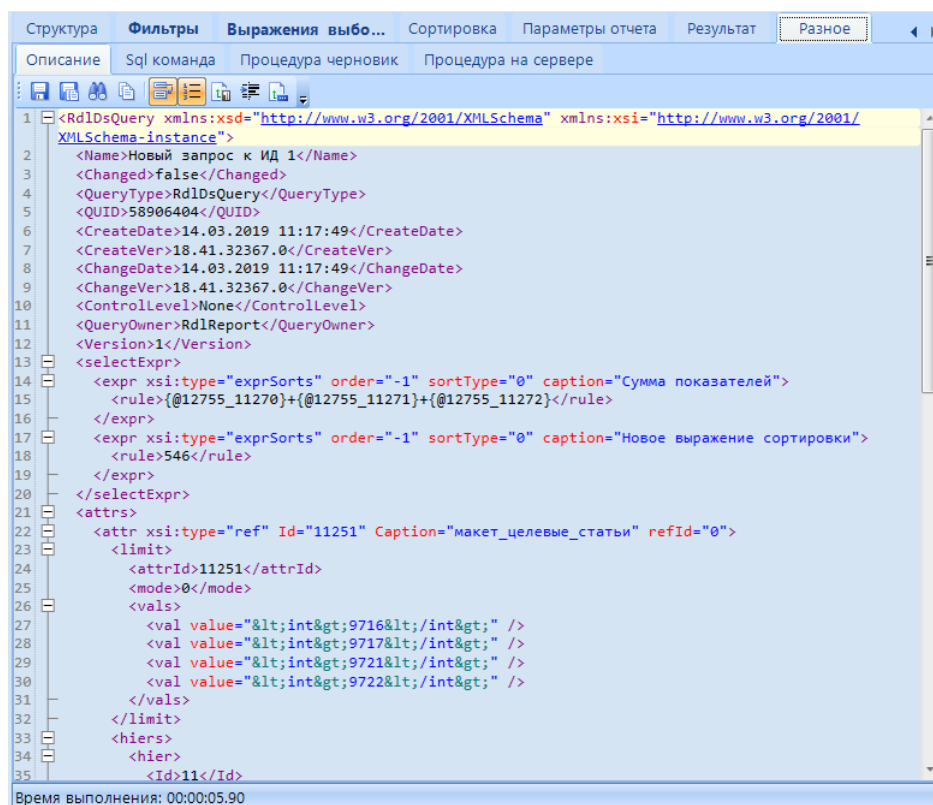 Структура Фильтры Выражения выбо... Сортировка Параметры отчета Результат Разное
Описание Sql команда Процедура черновик Процедура на сервере
1 <RdlDsQuery xmlns:xsd="http://www.w3.org/2001/XMLSchema" xmlns:xsi="http://www.w3.org/2001/
XMLSchema-instance">
2 <Name>Новый запрос к ИД 1</Name>
3 <Changed>false</Changed>
4 <QueryType>RdlDsQuery</QueryType>
5 <QUID>58906404</QUID>
6 <CreateDate>14.03.2019 11:17:49</CreateDate>
7 <CreateVer>18.41.32367.0</CreateVer>
8 <ChangeDate>14.03.2019 11:17:49</ChangeDate>
9 <ChangeVer>18.41.32367.0</ChangeVer>
10 <ControlLevel>None</ControlLevel>
11 <QueryOwner>RdlReport</QueryOwner>
12 <Version>1</Version>
13 <selectExpr>
14 <expr xsi:type="exprSorts" order="-1" sortType="0" caption="Сумма показателей">
15 <rule>{@12755_11270}+{@12755_11271}+{@12755_11272}</rule>
16 </expr>
17 <expr xsi:type="exprSorts" order="-1" sortType="0" caption="Новое выражение сортировки">
18 <rule>546</rule>
19 </expr>
20 </selectExpr>
21 <attrs>
22 <attr xsi:type="ref" Id="11251" Caption="макет_целевые_статьи" refId="0">
23 <limit>
24 <attrId>11251</attrId>
25 <mode>0</mode>
26 <vals>
27 <val value="&lt;int&gt;9716&lt;/int&gt;" />
28 <val value="&lt;int&gt;9717&lt;/int&gt;" />
29 <val value="&lt;int&gt;9721&lt;/int&gt;" />
30 <val value="&lt;int&gt;9722&lt;/int&gt;" />
31 </vals>
32 </limit>
33 <hiers>
34 <hier>
35 <Id>11</Id>
Время выполнения: 00:00:05.90